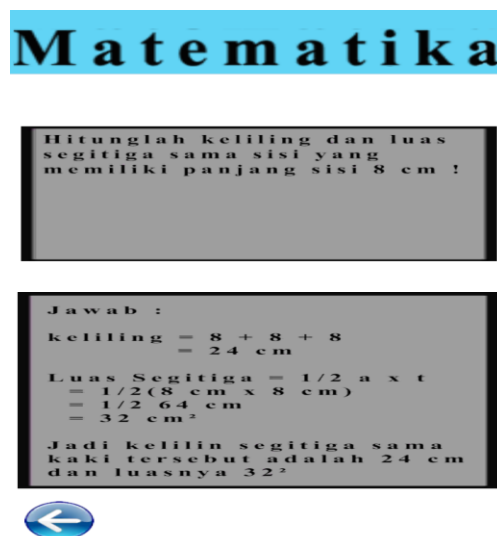 Matematika
Hitunglah keliling dan luas
segitiga sama sisi yang
memiliki panjang sisi 8 cm !
Jawab :
keliling = 8 + 8 + 8
= 24 cm
Luas Segitiga = 1/2 a x t
= 1/2(8 cm x 8 cm)
= 1/2 64 cm
= 32 cm²
Jadi kelilin segitiga sama
kaki tersebut adalah 24 cm
dan luasnya 32²